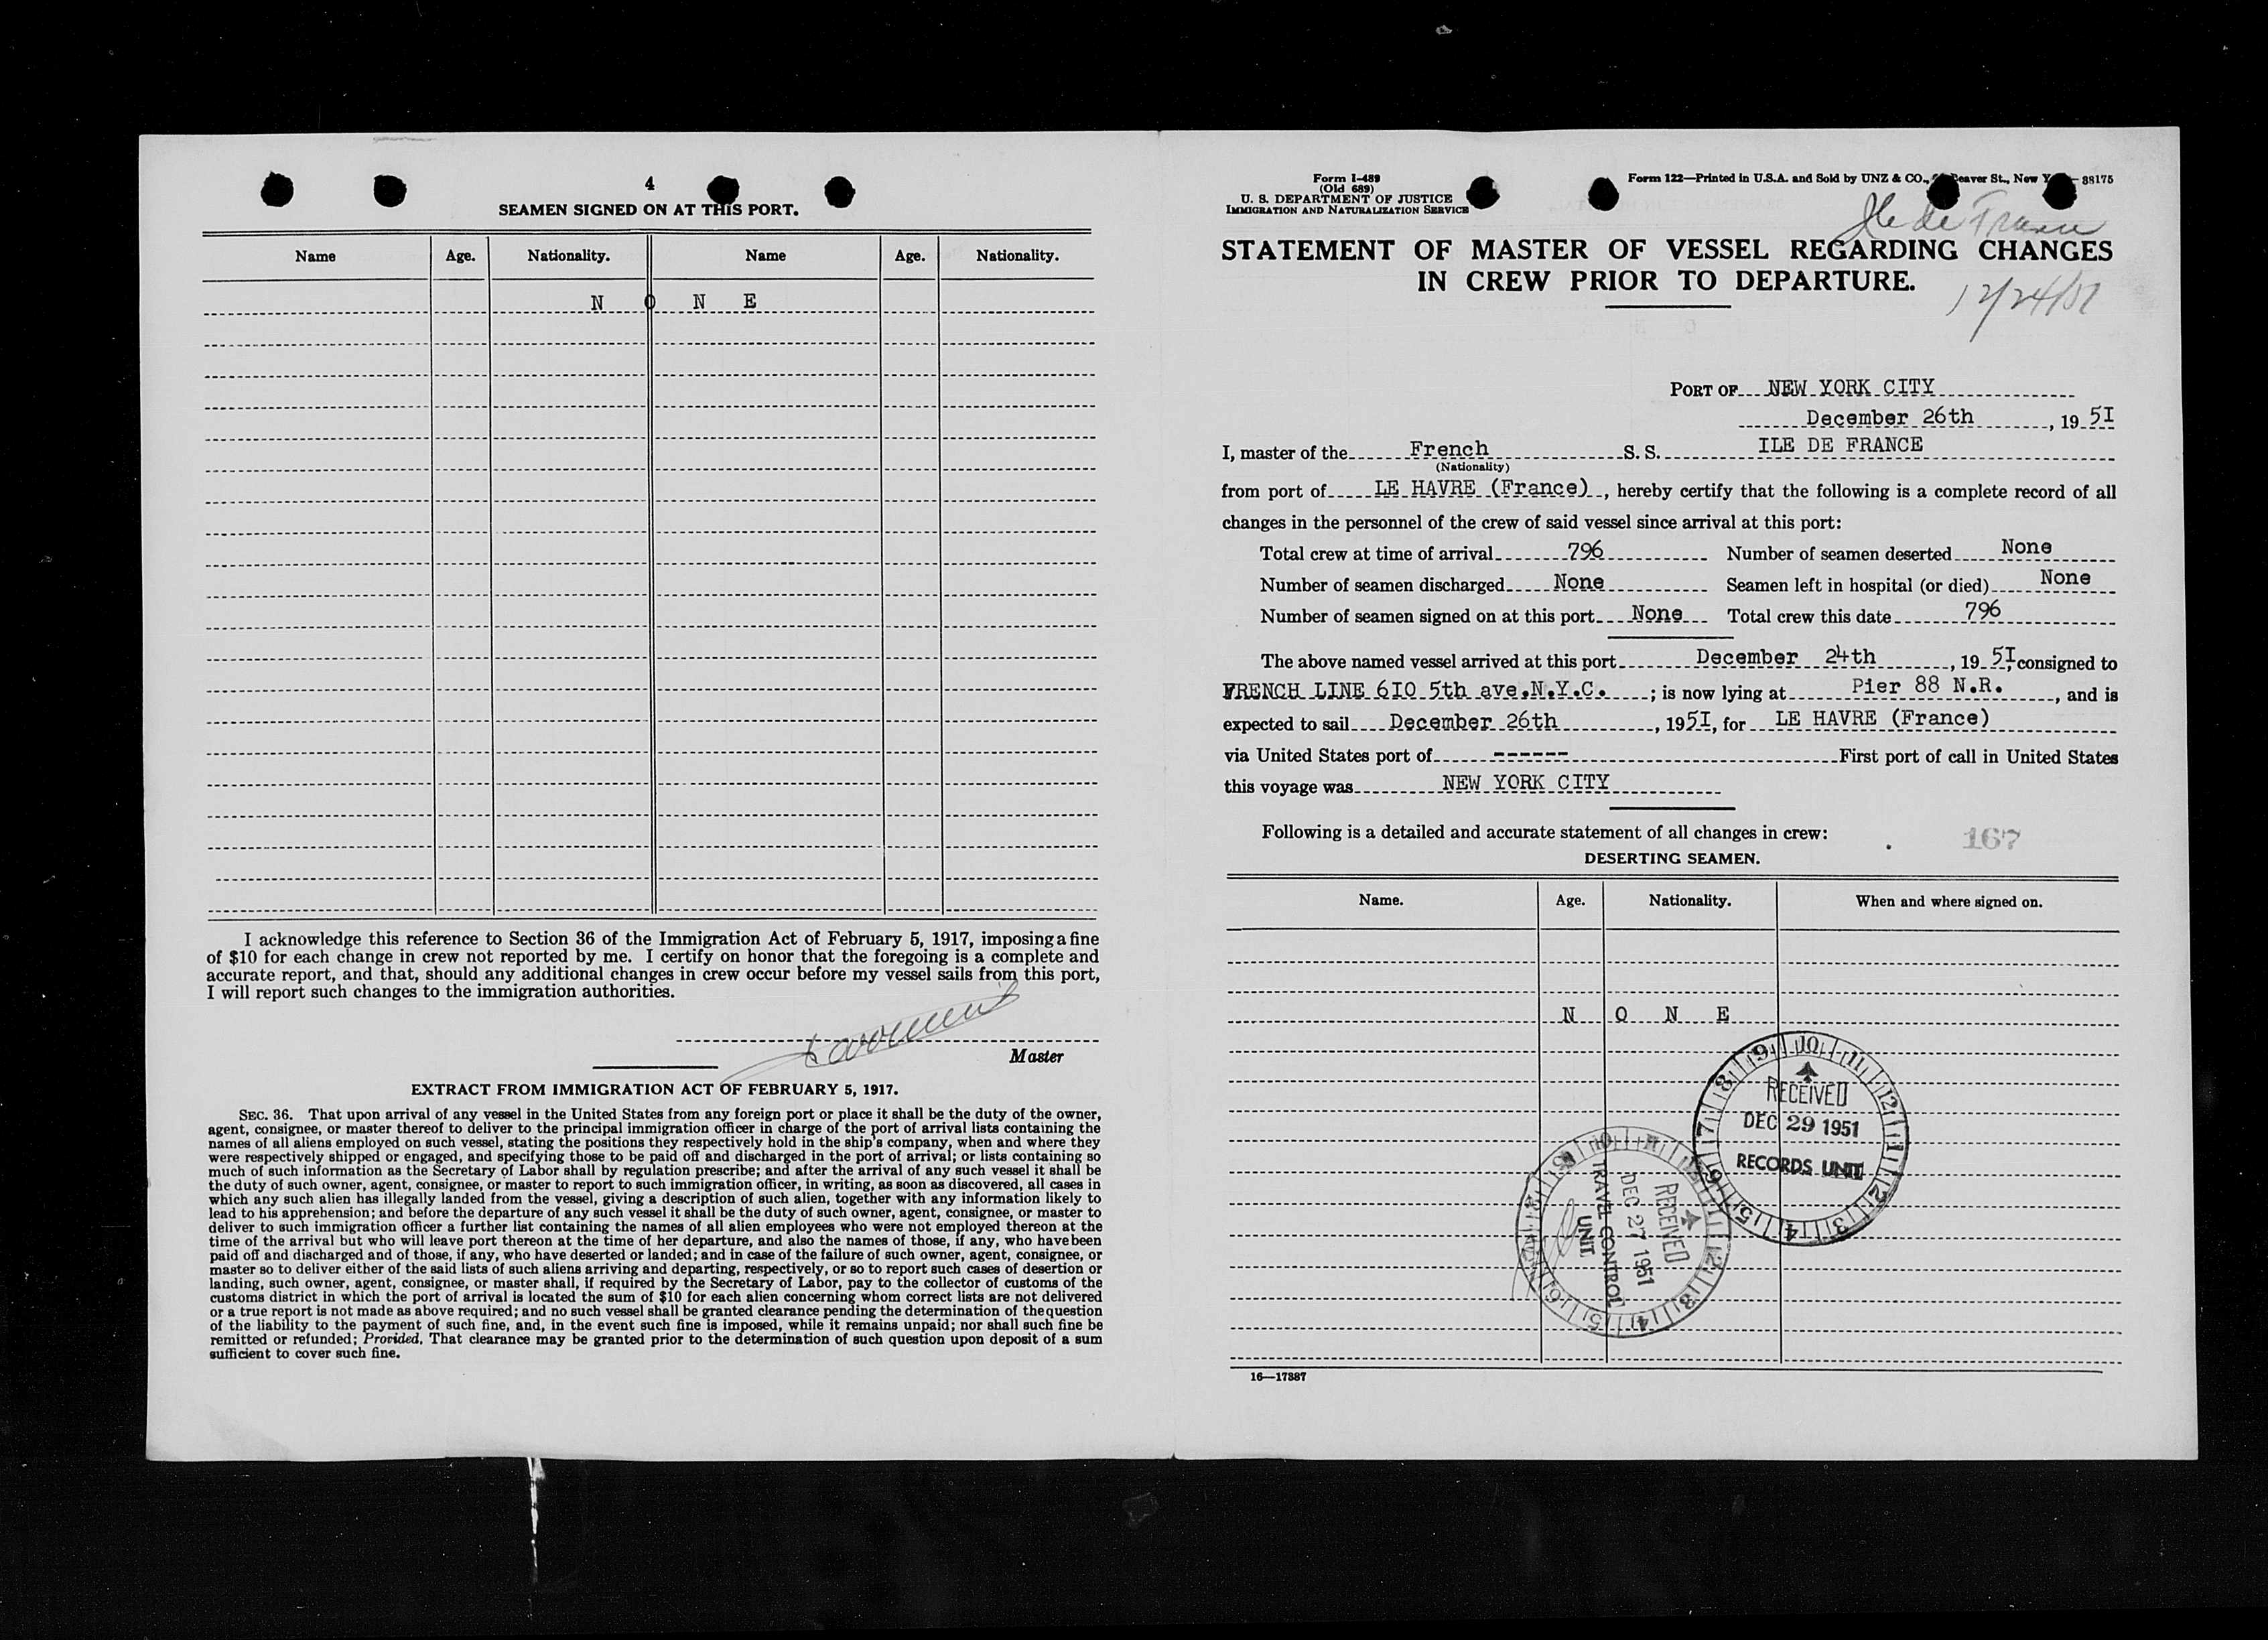 4
SEAMEN SIGNED ON AT THIS PORT.
Name Age. Nationality. Name Age. Nationality.
N O N E
I acknowledge this reference to Section 36 of the Immigration Act of February 5, 1917, imposing a fine
of $10 for each change in crew not reported by me. I certify on honor that the foregoing is a complete and
accurate report, and that, should any additional changes in crew occur before my vessel sails from this port,
I will report such changes to the immigration authorities.
Master
EXTRACT FROM IMMIGRATION ACT OF FEBRUARY 5, 1917.
SEC. 36. That upon arrival of any vessel in the United States from any foreign port or place it shall be the duty of the owner,
agent, consignee, or master thereof to deliver to the principal immigration officer in charge of the port of arrival lists containing the
names of all aliens employed on such vessel, stating the positions they respectively hold in the ship's company, when and where they
were respectively shipped or engaged, and specifying those to be paid off and discharged in the port of arrival; or lists containing so
much of such information as the Secretary of Labor shall by regulation prescribe; and after the arrival of any such vessel it shall be
the duty of such owner, agent, consignee, or master to report to such immigration officer, in writing, as soon as discovered, all cases in
which any such alien has illegally landed from the vessel, giving a description of such alien, together with any information likely to
lead to his apprehension; and before the departure of any such vessel it shall be the duty of such owner, agent, consignee, or master to
deliver to such immigration officer a further list containing the names of all alien employees who were not employed thereon at the
time of the arrival but who will leave port thereon at the time of her departure, and also the names of those, if any, who have been
paid off and discharged and of those, if any, who have deserted or landed; and in case of the failure of such owner, agent, consignee, or
master so to deliver either of the said lists of such aliens arriving and departing, respectively, or so to report such cases of desertion or
landing, such owner, agent, consignee, or master shall, if required by the Secretary of Labor, pay to the collector of customs of the
customs district in which the port of arrival is located the sum of $10 for each alien concerning whom correct lists are not delivered
or a true report is not made as above required; and no such vessel shall be granted clearance pending the determination of the question
of the liability to the payment of such fine, and, in the event such fine is imposed, while it remains unpaid; nor shall such fine be
remitted or refunded; Provided, That clearance may be granted prior to the determination of such question upon deposit of a sum
sufficient to cover such fine.
Form I-489
(Old 689)
U. S. DEPARTMENT OF JUSTICE
IMMIGRATION AND NATURALIZATION SERVICE
Form 122—Printed in U.S.A. and Sold by UNZ & CO., St., New 38175
Ile de France
STATEMENT OF MASTER OF VESSEL REGARDING CHANGES
IN CREW PRIOR TO DEPARTURE.
12/24/51
PORT OF NEW YORK CITY
December 26th, 19 5I
I, master of the French S. S. ILE DE FRANCE
(Nationality)
from port of LE HAVRE (France), hereby certify that the following is a complete record of all
changes in the personnel of the crew of said vessel since arrival at this port:
Total crew at time of arrival 796 Number of seamen deserted None
Number of seamen discharged None Seamen left in hospital (or died) None
Number of seamen signed on at this port None Total crew this date 796
The above named vessel arrived at this port December 24th, 19 5I, consigned to
FRENCH LINE 6I0 5th ave.N.Y.C. ; is now lying at Pier 88 N.R., and is
expected to sail December 26th, 195I, for LE HAVRE (France)
via United States port of ------ First port of call in United States
this voyage was NEW YORK CITY
Following is a detailed and accurate statement of all changes in crew:
167
DESERTING SEAMEN.
Name. Age. Nationality. When and where signed on.
N O N E
RECEIVED
DEC 29 1951
RECORDS UNIT
RECEIVED
DEC 27 1951
TRAVEL CONTROL
UNIT
16—17387